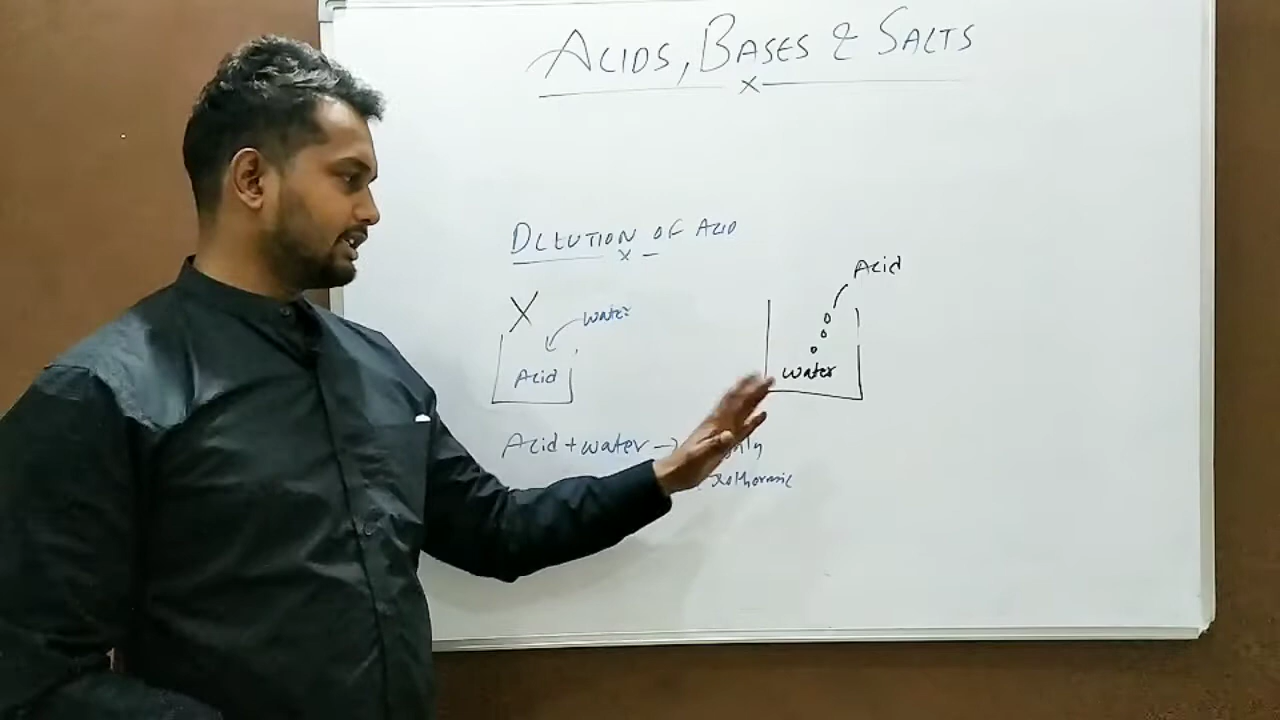 ACIDS, BASES & SALTS
DILUTION OF ACID
X
water
Acid
Acid
water
Acid + water →